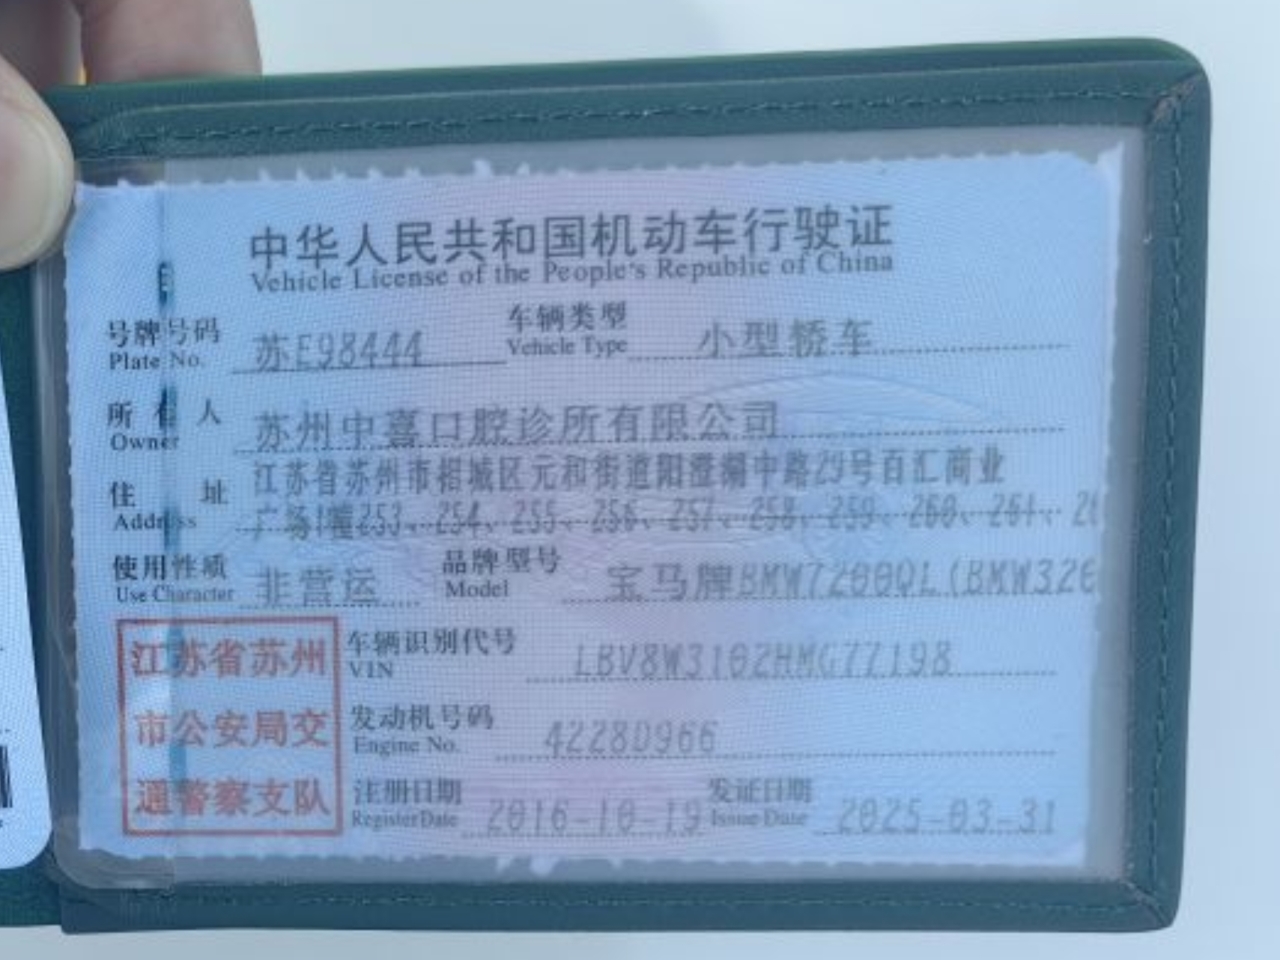 中华人民共和国机动车行驶证
Vehicle License of the People's Republic of China
号牌号码 苏E98444 车辆类型 小型轿车
Plate No. Vehicle Type
所有人 苏州中嘉口腔诊所有限公司
Owner
住址 江苏省苏州市相城区元和街道阳澄湖中路29号百汇商业
Address 广场1幢253、254、255、256、257、258、259、260、261、26
使用性质 非营运 品牌型号 宝马牌BMW7200QL(BMW320
Use Character Model
江苏省苏州 车辆识别代号 LBV8W3102HMG77198
VIN
市公安局交 发动机号码 4228D966
Engine No.
通警察支队 注册日期 2016-10-19 发证日期 2025-03-31
Register Date Issue Date